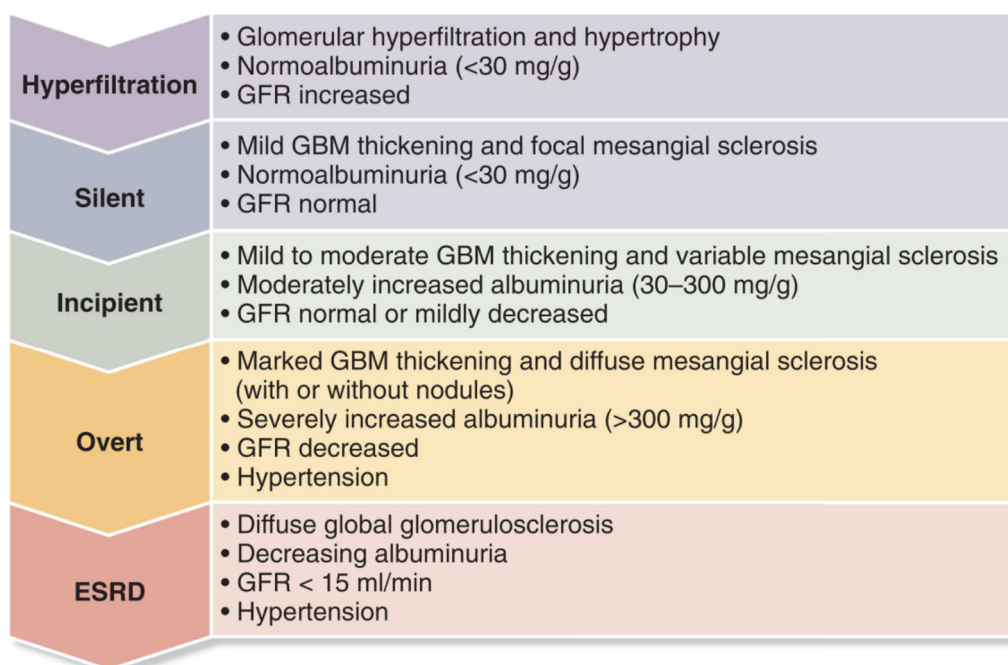 Hyperfiltration
• Glomerular hyperfiltration and hypertrophy
• Normoalbuminuria (<30 mg/g)
• GFR increased
Silent
• Mild GBM thickening and focal mesangial sclerosis
• Normoalbuminuria (<30 mg/g)
• GFR normal
Incipient
• Mild to moderate GBM thickening and variable mesangial sclerosis
• Moderately increased albuminuria (30–300 mg/g)
• GFR normal or mildly decreased
Overt
• Marked GBM thickening and diffuse mesangial sclerosis
(with or without nodules)
• Severely increased albuminuria (>300 mg/g)
• GFR decreased
• Hypertension
ESRD
• Diffuse global glomerulosclerosis
• Decreasing albuminuria
• GFR < 15 ml/min
• Hypertension